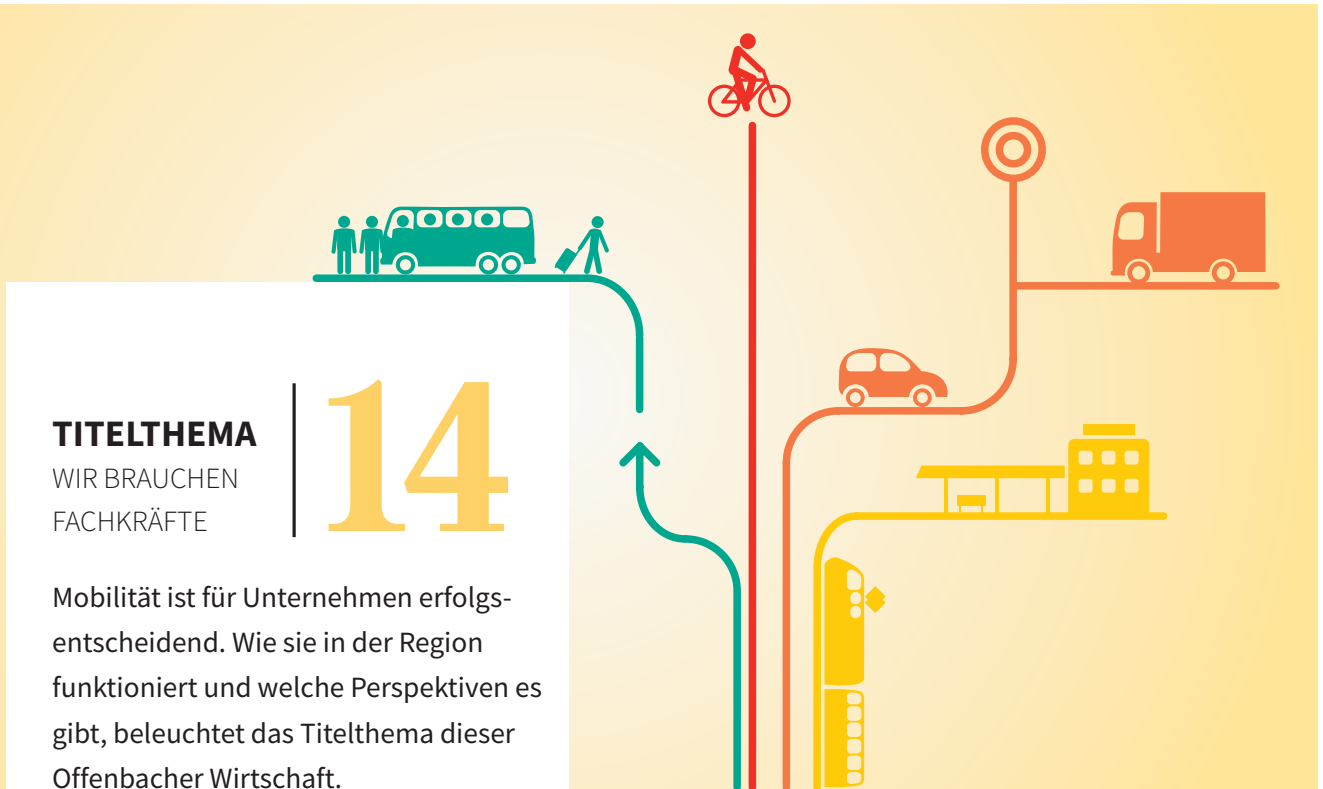 TITELTHEMA
WIR BRAUCHEN
FACHKRÄFTE
14
Mobilität ist für Unternehmen erfolgs-
entscheidend. Wie sie in der Region
funktioniert und welche Perspektiven es
gibt, beleuchtet das Titelthema dieser
Offenbacher Wirtschaft.